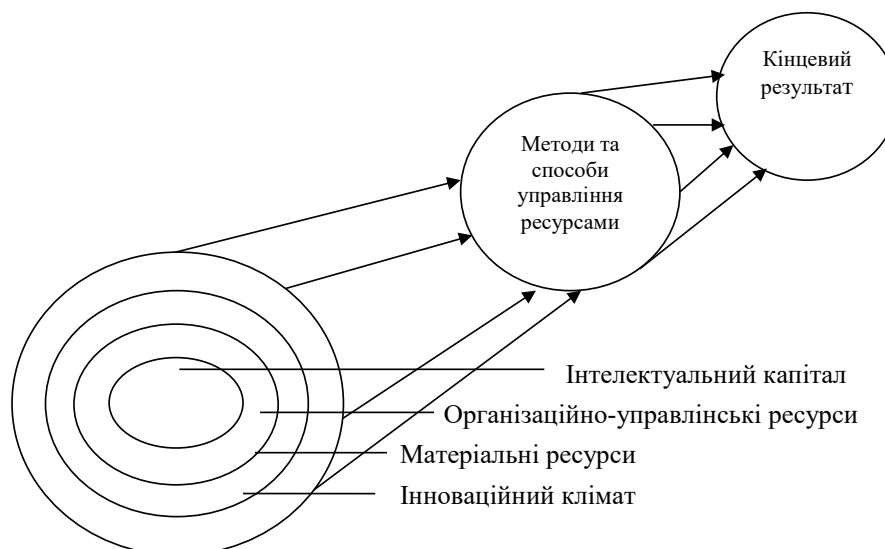 Кінцевий
результат
Методи та
способи
управління
ресурсами
Інтелектуальний капітал
Організаційно-управлінські ресурси
Матеріальні ресурси
Інноваційний клімат